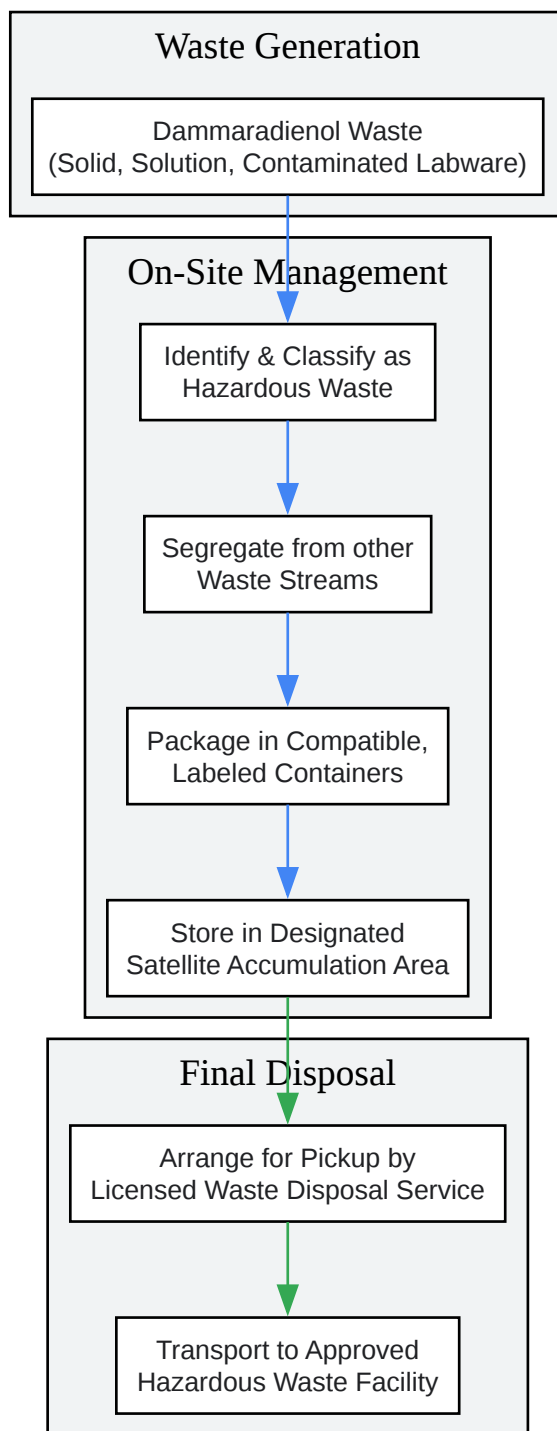 Waste Generation
Dammaradienol Waste
(Solid, Solution, Contaminated Labware)
On-Site Management
Identify & Classify as
Hazardous Waste
Segregate from other
Waste Streams
Package in Compatible,
Labeled Containers
Store in Designated
Satellite Accumulation Area
Final Disposal
Arrange for Pickup by
Licensed Waste Disposal Service
Transport to Approved
Hazardous Waste Facility